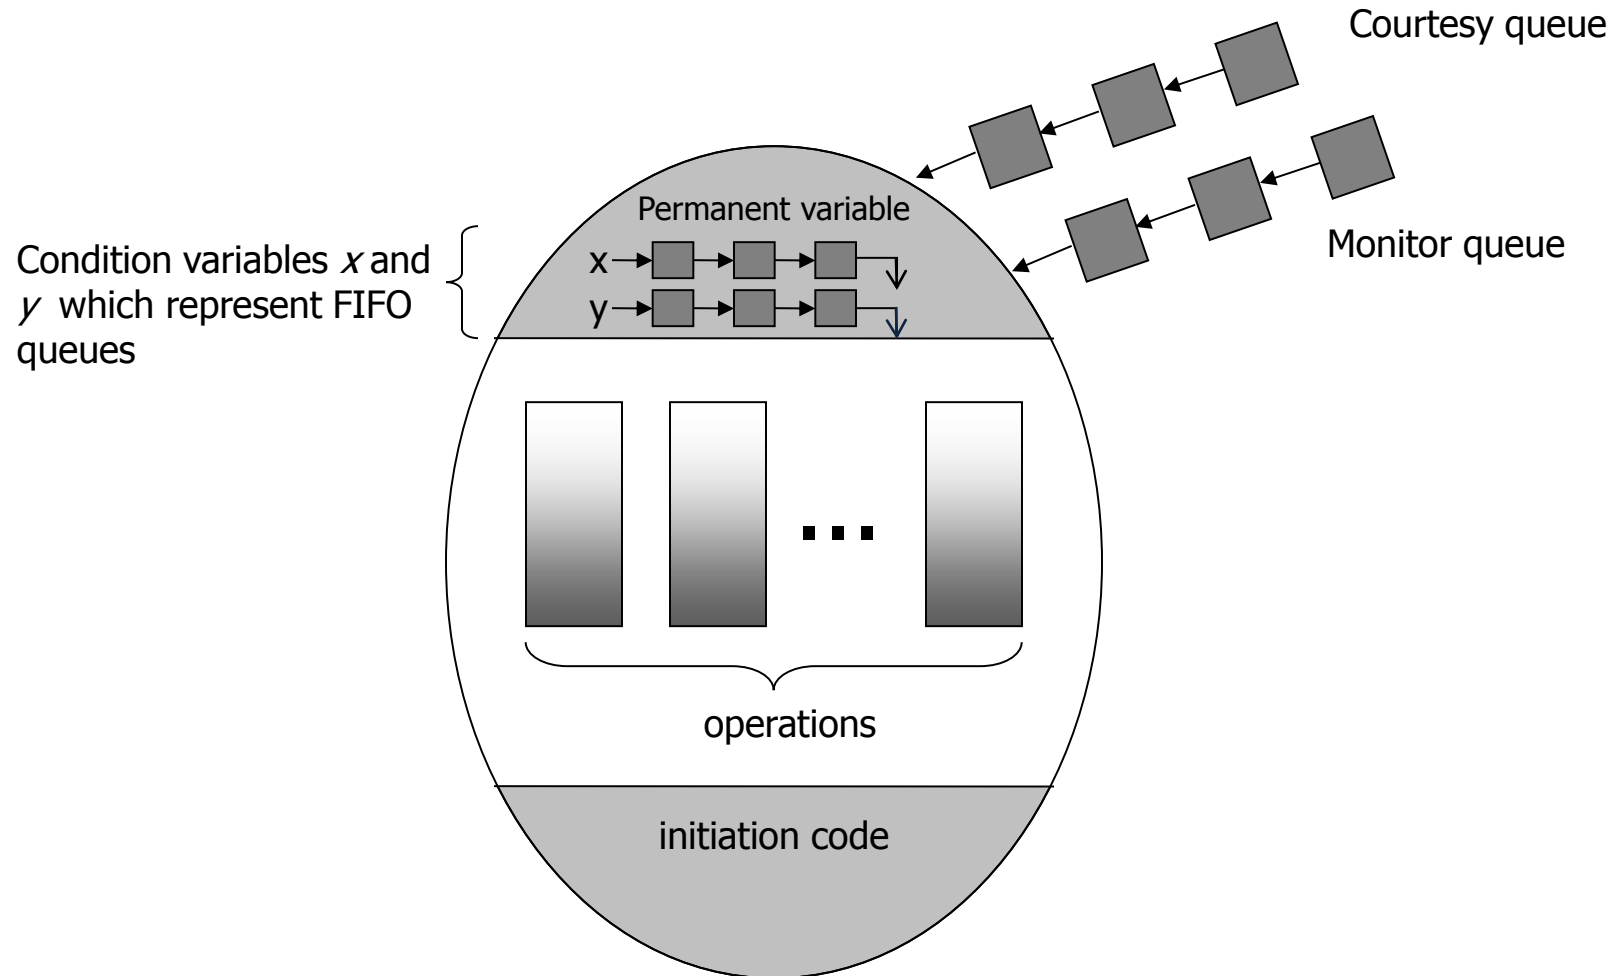 Courtesy queue
Permanent variable
Condition variables x and
y which represent FIFO
queues
x
y
Monitor queue
...
operations
initiation code